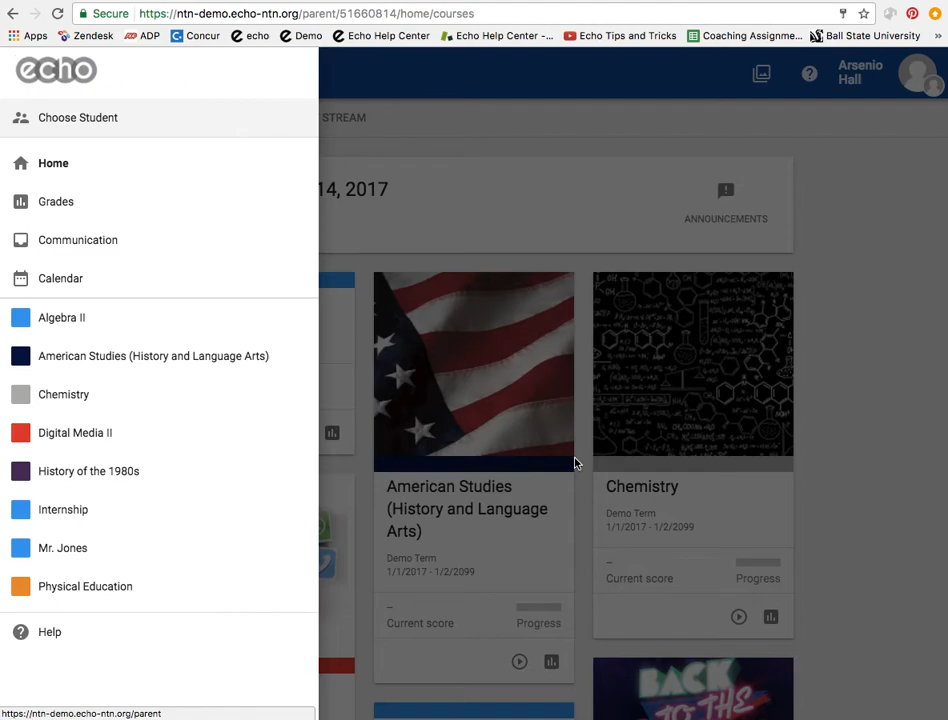 Secure
https://ntn-demo.echo-ntn.org/parent/51660814/home/courses
Apps
Zendesk
ADP
Concur
echo
Demo
Echo Help Center
Echo Help Center -...
Echo Tips and Tricks
Coaching Assignme...
Ball State University
»
echo
Arsenio
Hall
Choose Student
STREAM
Home
14, 2017
Grades
ANNOUNCEMENTS
Communication
Calendar
Algebra II
American Studies (History and Language Arts)
Chemistry
Digital Media II
History of the 1980s
Internship
Mr. Jones
Physical Education
Help
American Studies
(History and Language
Arts)
Demo Term
1/1/2017 - 1/2/2099
–
Current score
Progress
Chemistry
Demo Term
1/1/2017 - 1/2/2099
–
Current score
Progress
BACK
TO THE
https://ntn-demo.echo-ntn.org/parent